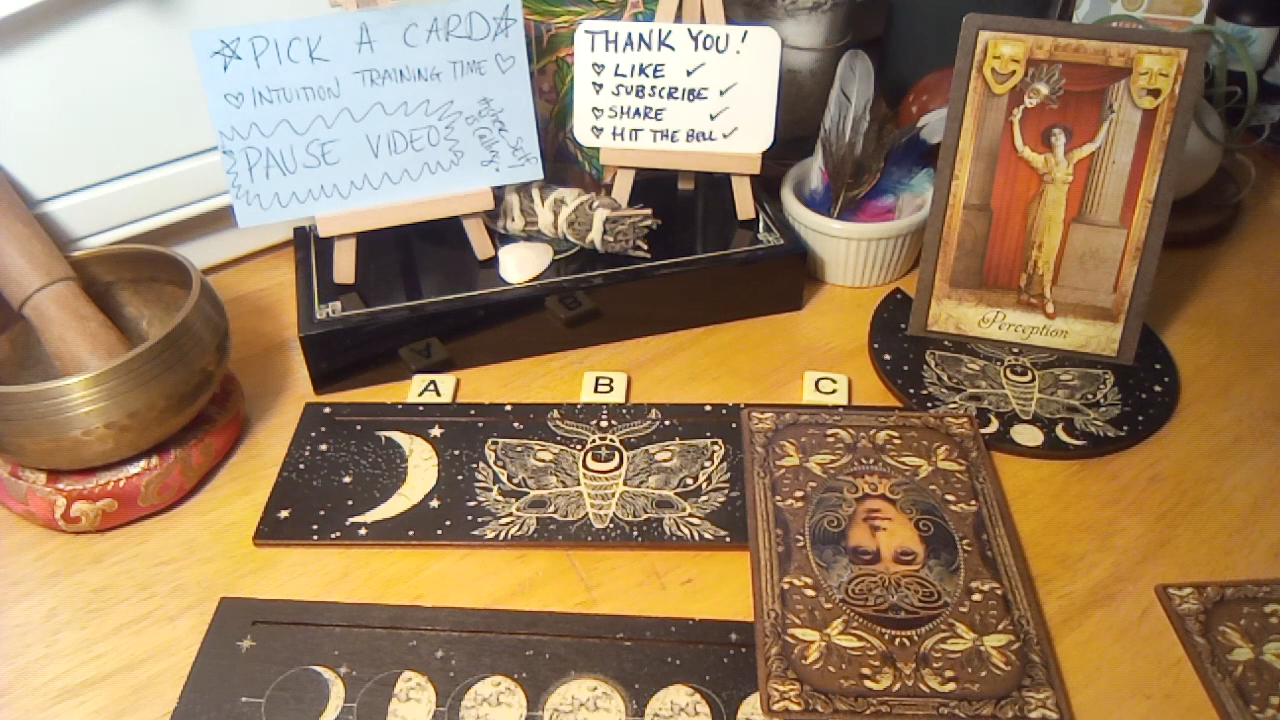 ☆PICK A CARD☆
♡INTUITION TRAINING TIME♡
PAUSE VIDEO
THANK YOU!
♡ LIKE ✓
♡ SUBSCRIBE ✓
♡ SHARE ✓
♡ HIT THE BELL ✓
Perception
A
B
C
B
A